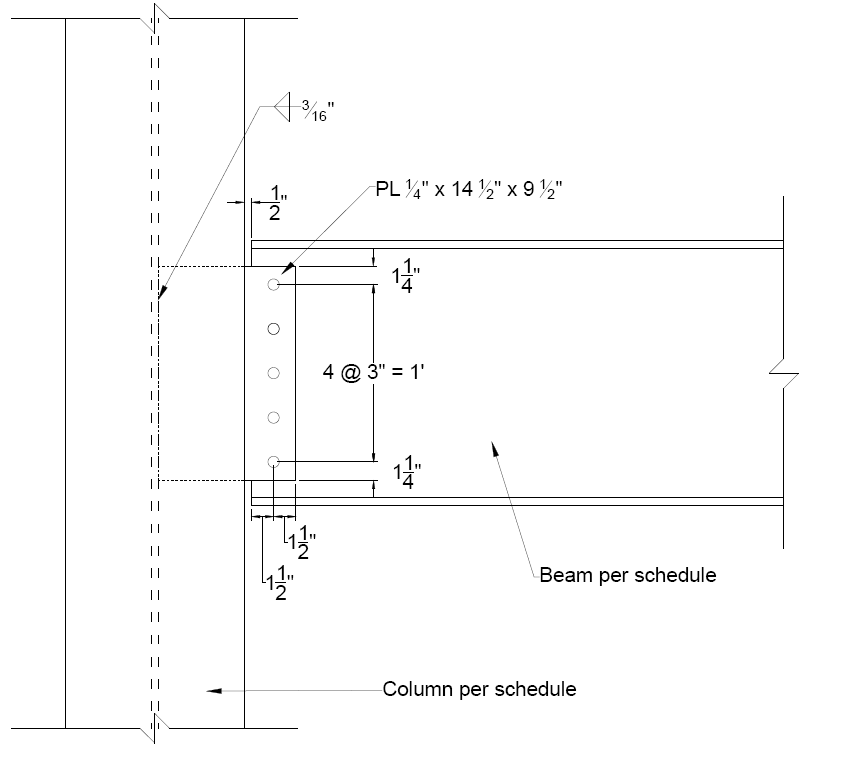 3/16"
PL 1/4" x 14 1/2" x 9 1/2"
1/2"
1 1/4"
4 @ 3" = 1'
1 1/4"
1 1/2"
1 1/2"
Beam per schedule
Column per schedule